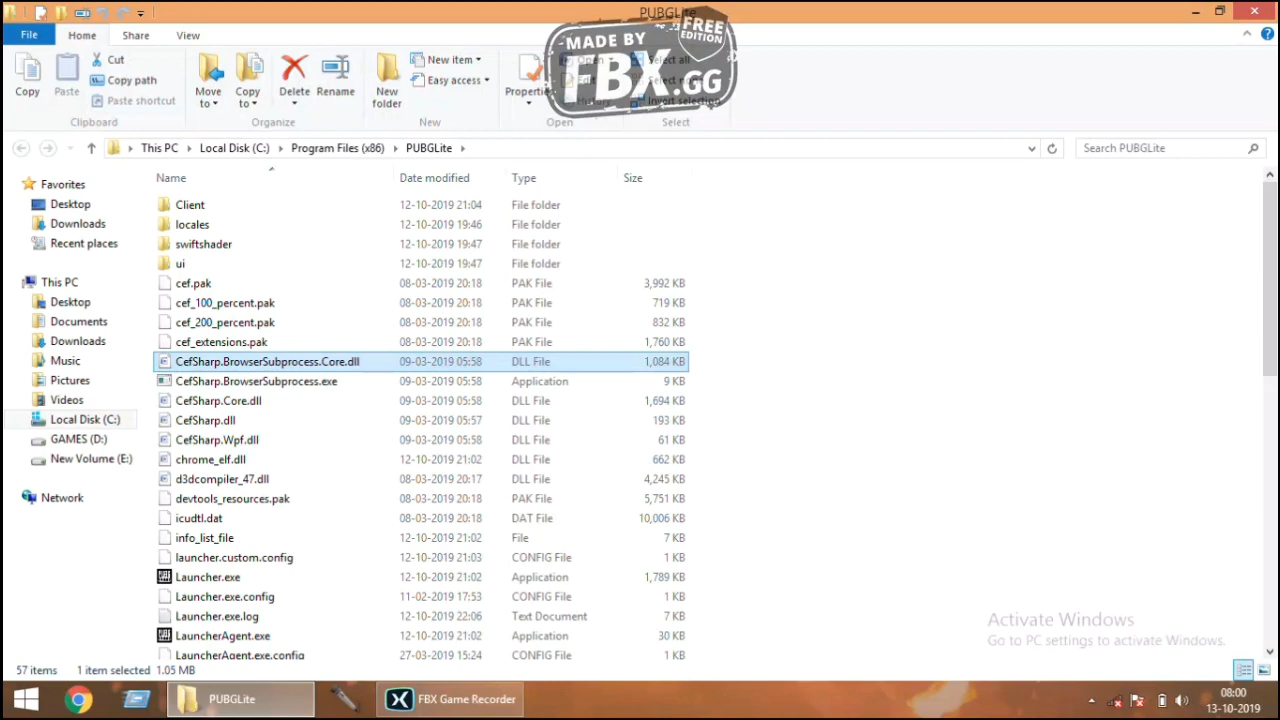 PUBGLite
File Home Share View
MADE BY
FBX.GG
FREE
EDITION
Copy
Paste
Cut
Copy path
Paste shortcut
Clipboard
Move
to
Copy
to
Delete
Rename
Organize
New
folder
New item
Easy access
New
Properties
Open
Edit
History
Open
Select all
Select none
Invert selection
Select
This PC Local Disk (C:) Program Files (x86) PUBGLite
Search PUBGLite
Name Date modified Type Size
Favorites
Desktop
Downloads
Recent places
This PC
Desktop
Documents
Downloads
Music
Pictures
Videos
Local Disk (C:)
GAMES (D:)
New Volume (E:)
Network
Client 12-10-2019 21:04 File folder
locales 12-10-2019 19:46 File folder
swiftshader 12-10-2019 19:47 File folder
ui 12-10-2019 19:47 File folder
cef.pak 08-03-2019 20:18 PAK File 3,992 KB
cef_100_percent.pak 08-03-2019 20:18 PAK File 719 KB
cef_200_percent.pak 08-03-2019 20:18 PAK File 832 KB
cef_extensions.pak 08-03-2019 20:18 PAK File 1,760 KB
CefSharp.BrowserSubprocess.Core.dll 09-03-2019 05:58 DLL File 1,084 KB
CefSharp.BrowserSubprocess.exe 09-03-2019 05:58 Application 9 KB
CefSharp.Core.dll 09-03-2019 05:58 DLL File 1,694 KB
CefSharp.dll 09-03-2019 05:57 DLL File 193 KB
CefSharp.Wpf.dll 09-03-2019 05:58 DLL File 61 KB
chrome_elf.dll 12-10-2019 21:02 DLL File 662 KB
d3dcompiler_47.dll 08-03-2019 20:17 DLL File 4,245 KB
devtools_resources.pak 08-03-2019 20:18 PAK File 5,751 KB
icudtl.dat 08-03-2019 20:18 DAT File 10,006 KB
info_list_file 12-10-2019 21:02 File 7 KB
launcher.custom.config 12-10-2019 21:03 CONFIG File 1 KB
Launcher.exe 12-10-2019 21:02 Application 1,789 KB
Launcher.exe.config 11-02-2019 17:53 CONFIG File 1 KB
Launcher.exe.log 12-10-2019 22:06 Text Document 7 KB
LauncherAgent.exe 12-10-2019 21:02 Application 30 KB
LauncherAgent.exe.config 27-03-2019 15:24 CONFIG File 1 KB
Activate Windows
Go to PC settings to activate Windows.
57 items 1 item selected 1.05 MB
PUBGLite
FBX Game Recorder
08:00
13-10-2019